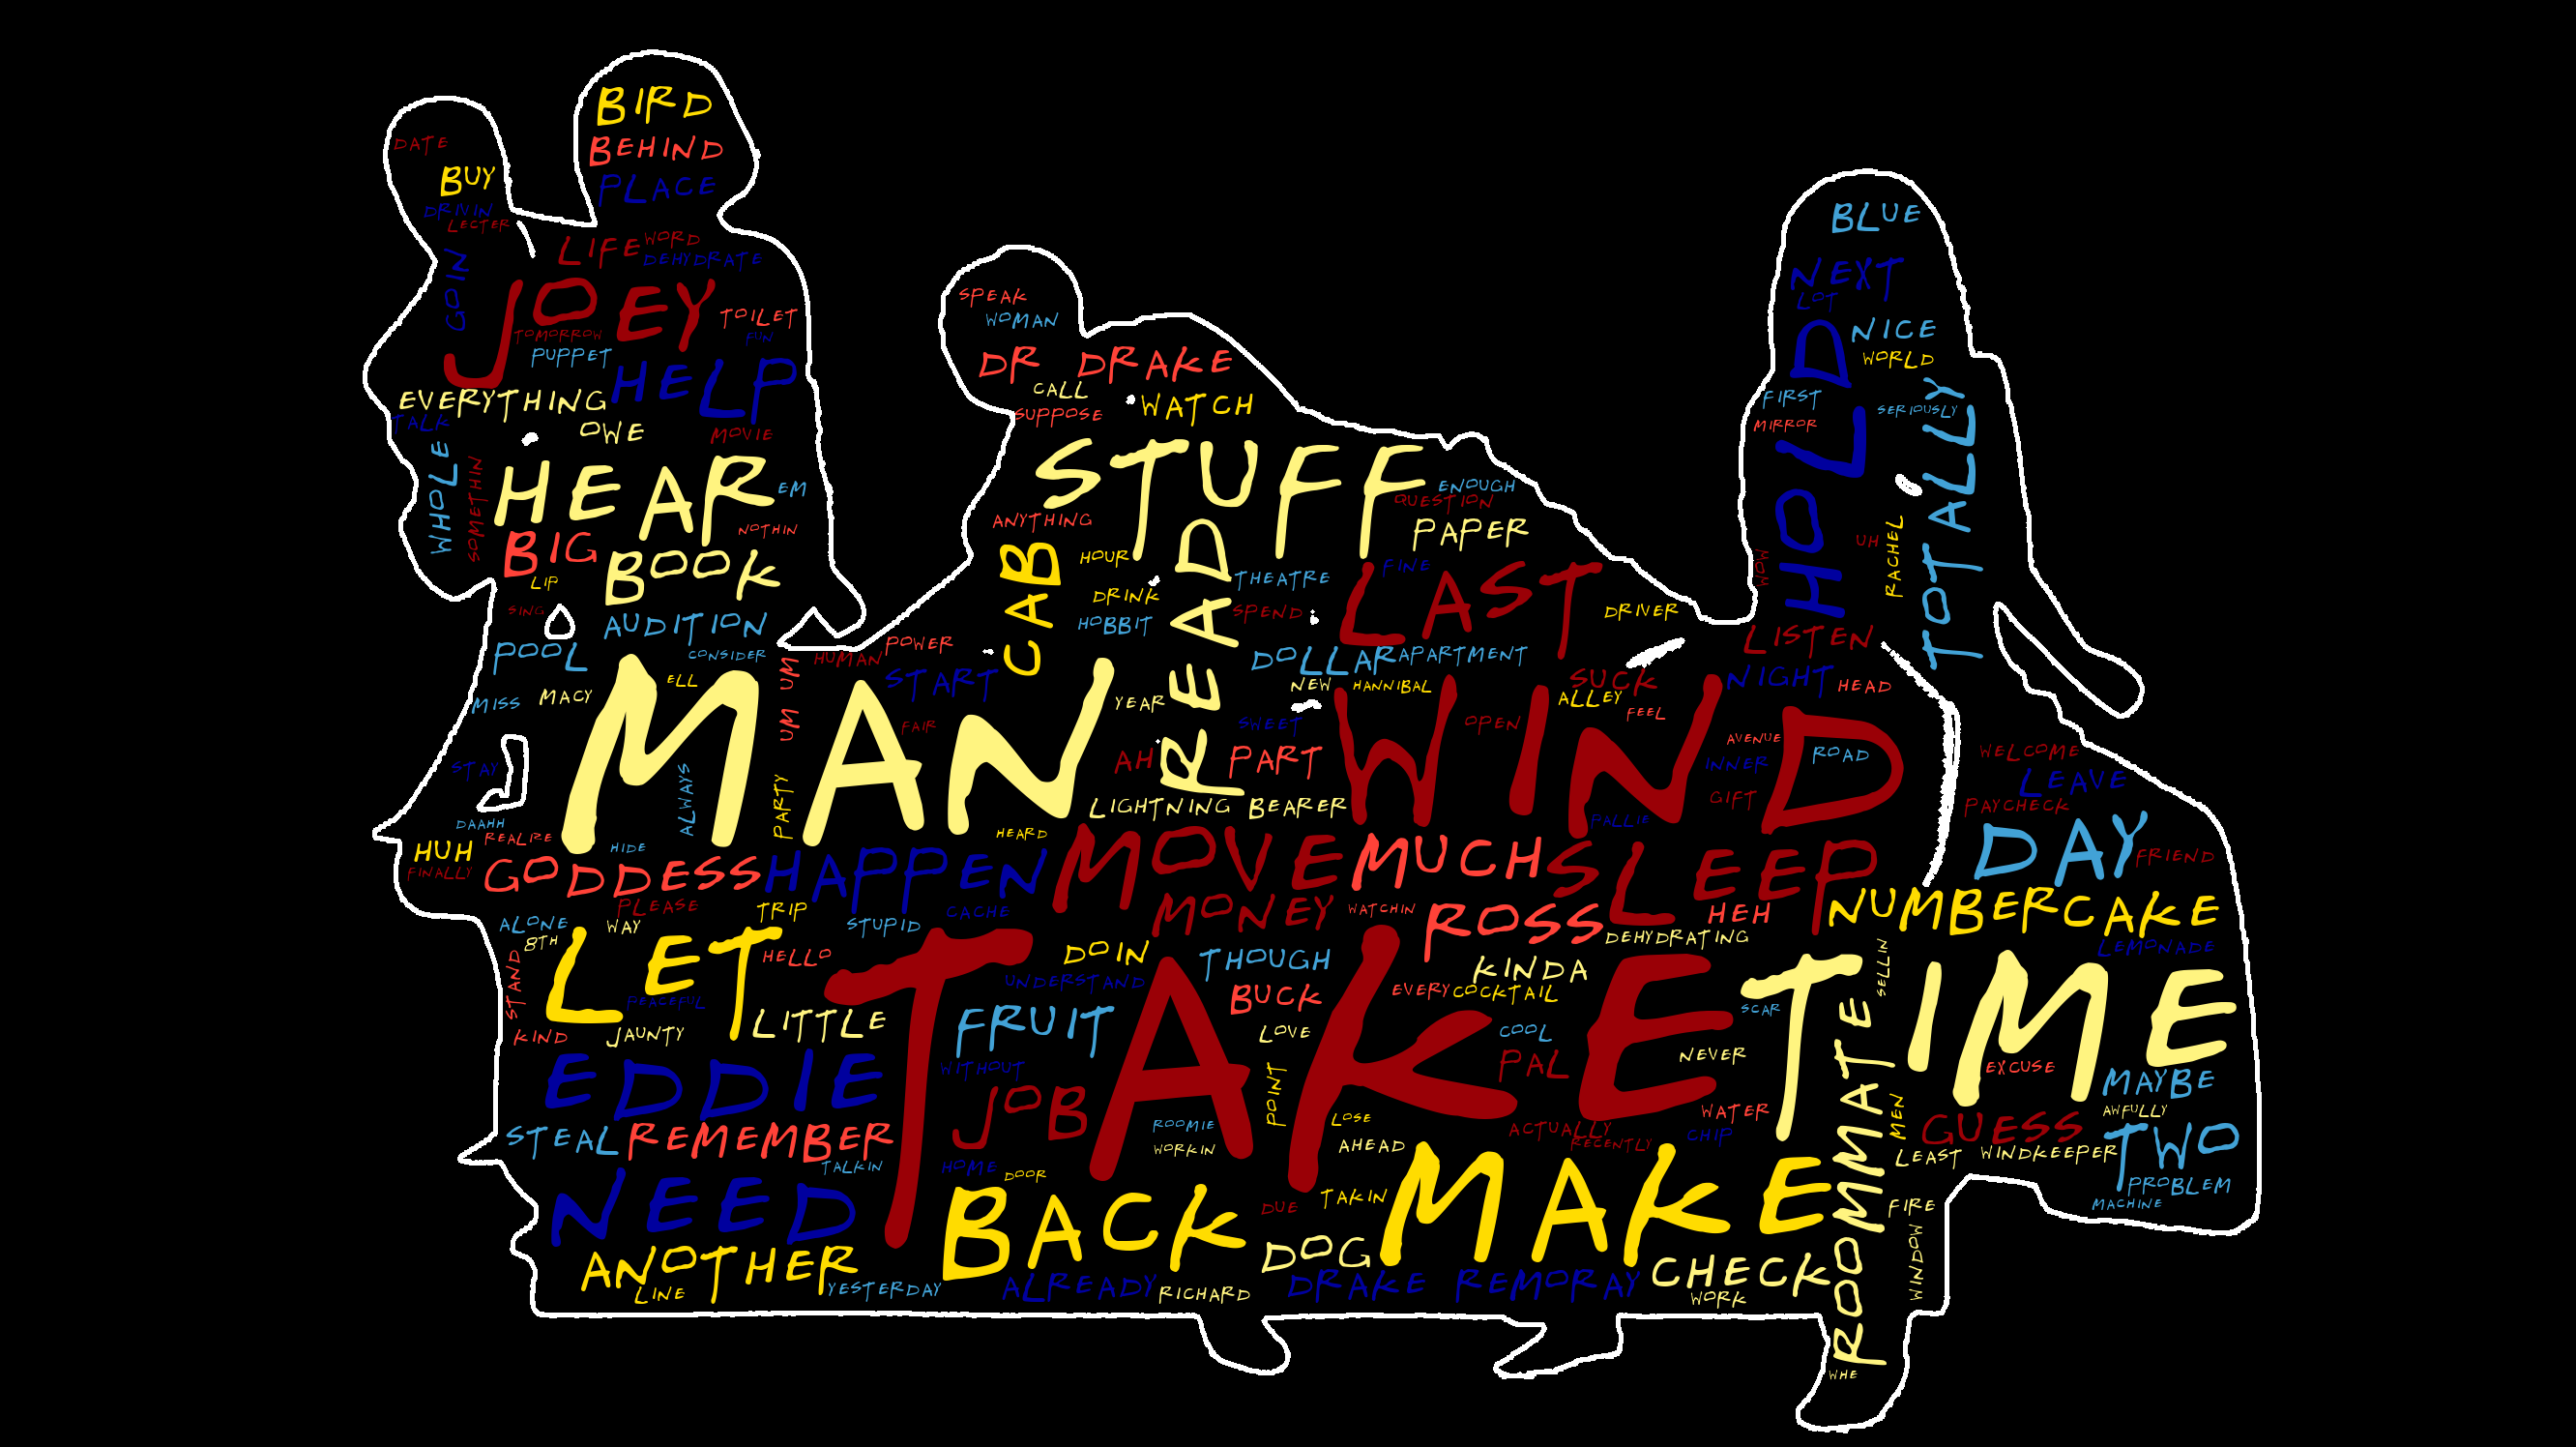 BIRD
BEHIND
PLACE
DATE
BUY
DRIVIN
LECTER
GOIN
LIFE
WORD
DEHYDRATE
JOEY
TOILET
FUN
TOMORROW
PUPPET
HELP
EVERYTHING
TALK
OWE
MOVIE
WHOLE
SOMETHIN
HEAR
EM
NOTHIN
BIG
BOOK
LIP
SING
AUDITION
POOL
CONSIDER
MISS
MACY
ELL
UM UM
HUMAN
POWER
START
MAN
FAIR
STAY
ALWAYS
PARTY
DAAHH
REALIRE
HUH
FINALLY
HIDE
HEARD
GODDESS
HAPPEN
SPEAK
WOMAN
DR DRAKE
CALL
SUPPOSE
WATCH
STUFF
ENOUGH
QUESTION
PAPER
ANYTHING
CAB
HOUR
READ
DRINK
HOBBIT
THEATRE
SPEND
FINE
LAST
DRIVER
DOLLAR
APARTMENT
YEAR
NEW
HANNIBAL
SUCK
ALLEY
FEEL
SWEET
OPEN
WIND
AH
PART
LIGHTNING BEARER
AVENUE
INNER
ROAD
GIFT
PALLIE
BLUE
NEXT
LOT
NICE
WORLD
HOLD
FIRST
MIRROR
SERIOUSLY
TOTALLY
WOW
UH
RACHEL
LISTEN
NIGHT
HEAD
WELCOME
LEAVE
PAYCHECK
DAY
FRIEND
MOVE
MUCH
SLEEP
PLEASE
TRIP
CACHE
MONEY
WATCHIN
ROSS
HEH
NUMBER
CAKE
ALONE
WAY
STUPID
8TH
STAND
LET
HELLO
DOIN
THOUGH
DEHYDRATING
KINDA
SELLIN
LEMONADE
PEACEFUL
UNDERSTAND
BUCK
EVERY
COCKTAIL
SCAR
TIME
KIND
JAUNTY
LITTLE
FRUIT
TAKE
LOVE
COOL
NEVER
EXCUSE
EDDIE
WITHOUT
POINT
PAL
ROOMMATE
MAYBE
JOB
ROOMIE
LOSE
WATER
MEN
AWFULLY
STEAL
REMEMBER
WORKIN
AHEAD
ACTUALLY
RECENTLY
CHIP
GUESS
TWO
TALKIN
HOME
DOOR
LEAST
WINDKEEPER
PROBLEM
MACHINE
NEED
BACK
DUE
TAKIN
MAKE
FIRE
WINDOW
ANOTHER
DOG
CHECK
LINE
YESTERDAY
ALREADY
RICHARD
DRAKE REMORAY
WORK
WHE